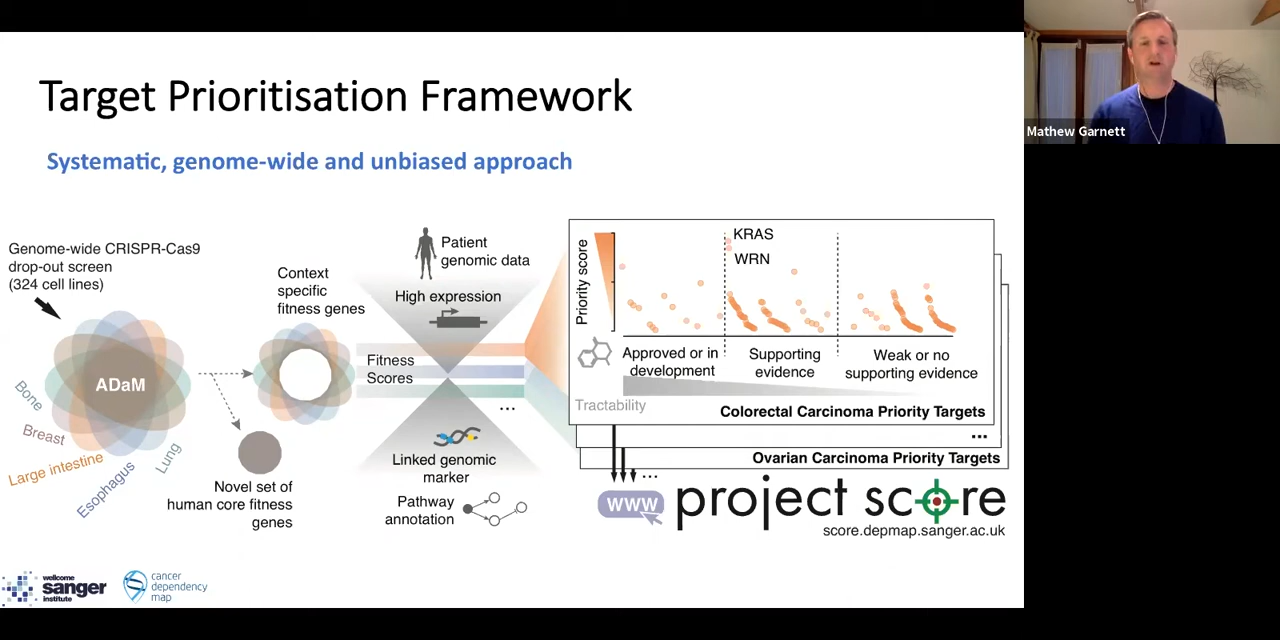 Target Prioritisation Framework
Systematic, genome-wide and unbiased approach
Genome-wide CRISPR-Cas9
drop-out screen
(324 cell lines)
ADaM
Bone
Breast
Large intestine
Esophagus
Lung
Context
specific
fitness genes
Novel set of
human core fitness
genes
Patient
genomic data
High expression
Fitness
Scores
...
Linked genomic
marker
Pathway
annotation
Priority score
KRAS
WRN
Approved or in
development
Supporting
evidence
Weak or no
supporting evidence
Tractability
Colorectal Carcinoma Priority Targets
...
Ovarian Carcinoma Priority Targets
...
www
project score
score.depmap.sanger.ac.uk
wellcome
sanger
institute
cancer
dependency
map
Mathew Garnett